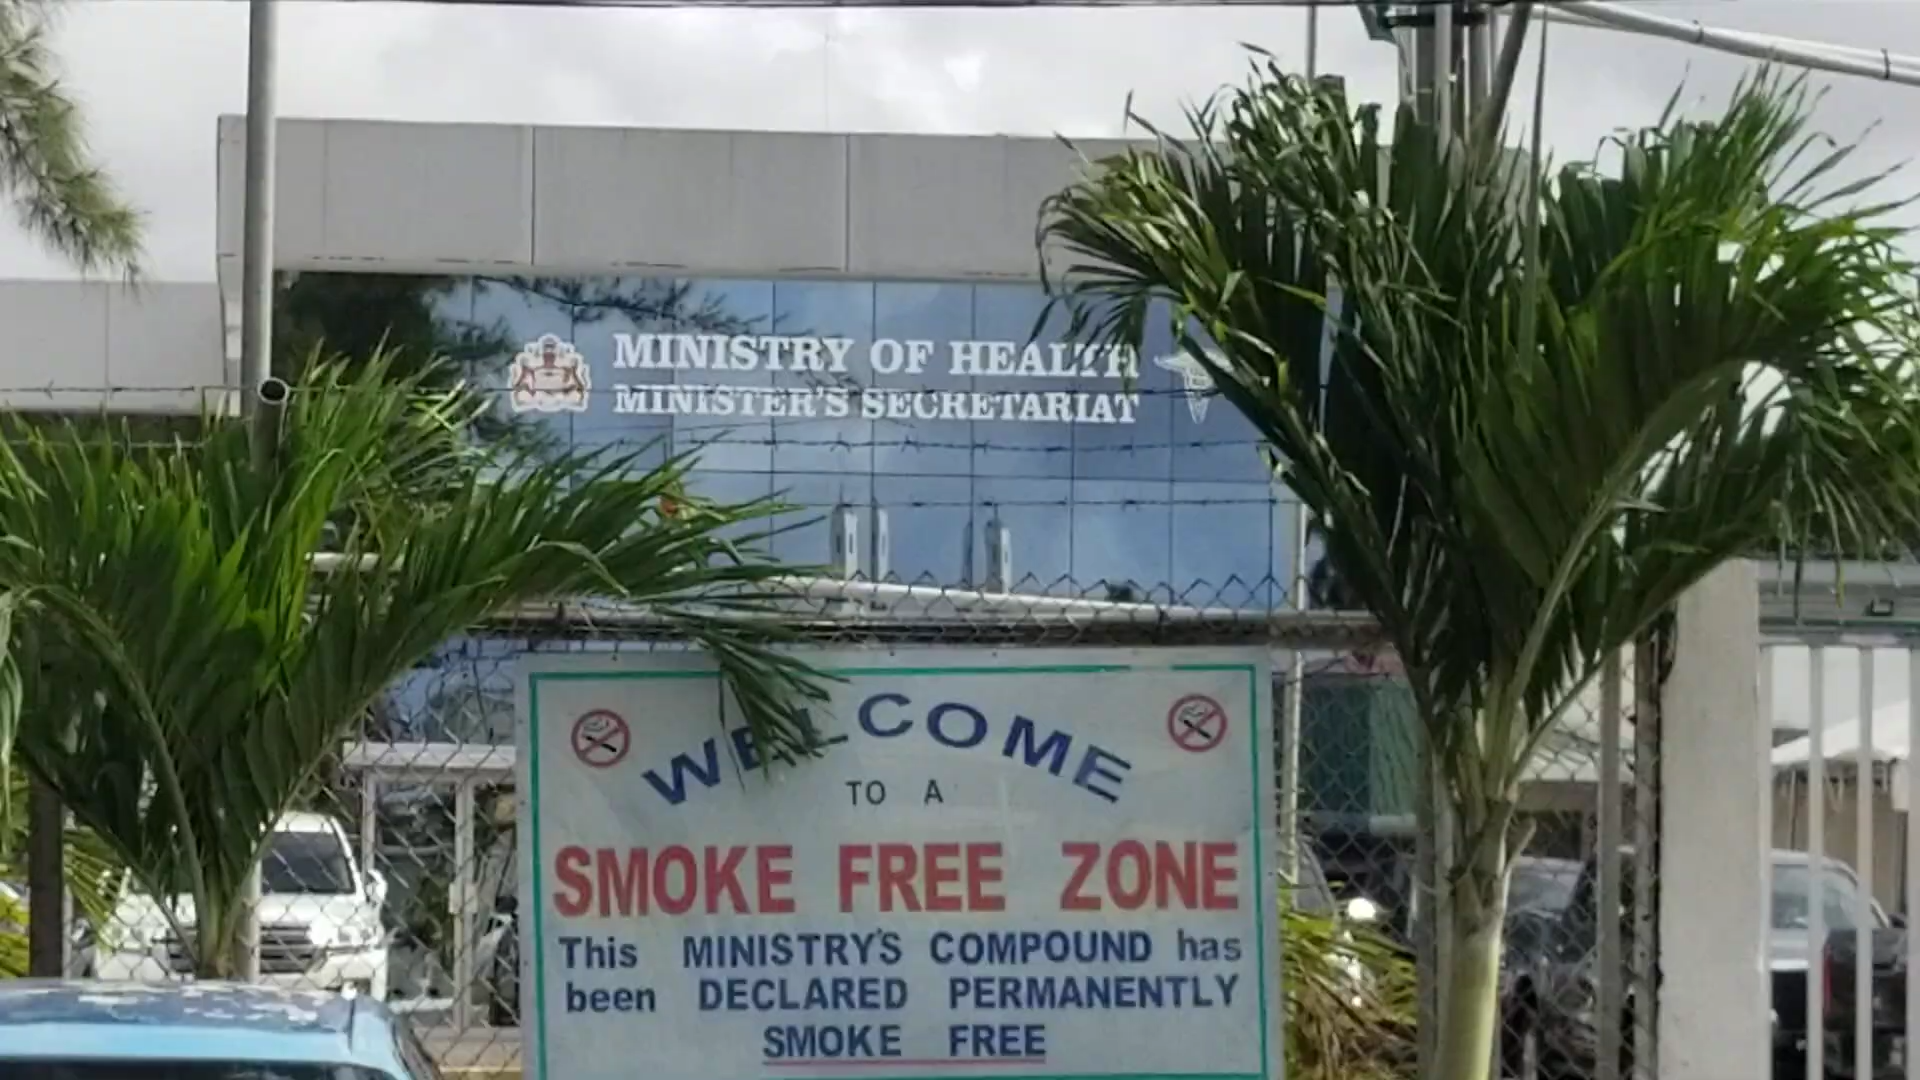 MINISTRY OF HEALTH
MINISTER'S SECRETARIAT
WELCOME
TO A
SMOKE FREE ZONE
This MINISTRY'S COMPOUND has
been DECLARED PERMANENTLY
SMOKE FREE